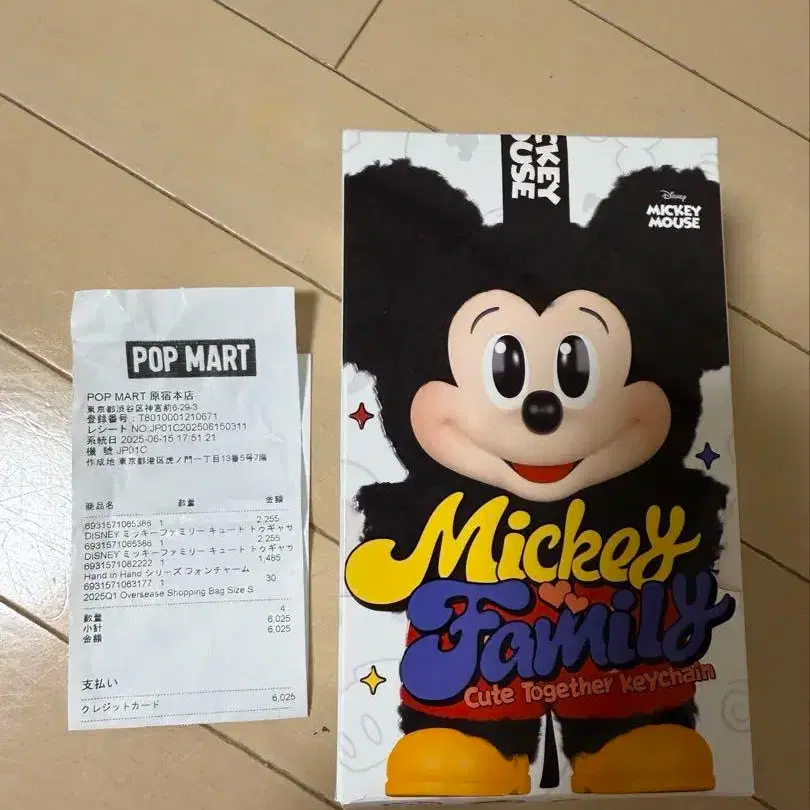 POP MART
POP MART 原宿本店
東京都渋谷区神宮前6-29-3
登録番号:T8010001210671
レシート NO:JP01C202506150311
系統日 2025-06-15 17:51:21
機 號 JP01C
作成地 東京都港区虎ノ門一丁目13番5号7階
商品名 数量 金額
6931571065386 1 2,255
DISNEY ミッキーファミリー キュート トゥギャザ
6931571065386 1 2,255
DISNEY ミッキーファミリー キュート トゥギャザ
6931571082222 1 1,485
Hand in Hand シリーズ フォンチャーム
6931571063177 1 30
2025Q1 Oversease Shopping Bag Size S
数量 4
小計 6,025
金額 6,025
支払い
クレジットカード 6,025
CKEY
OUSE
Disney
MICKEY
MOUSE
Mickey
Family
Cute Together keychain